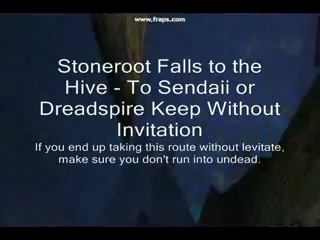 www.fraps.com
Stoneroot Falls to the
Hive - To Sendaii or
Dreadspire Keep Without
Invitation
If you end up taking this route without levitate,
make sure you don't run into undead.